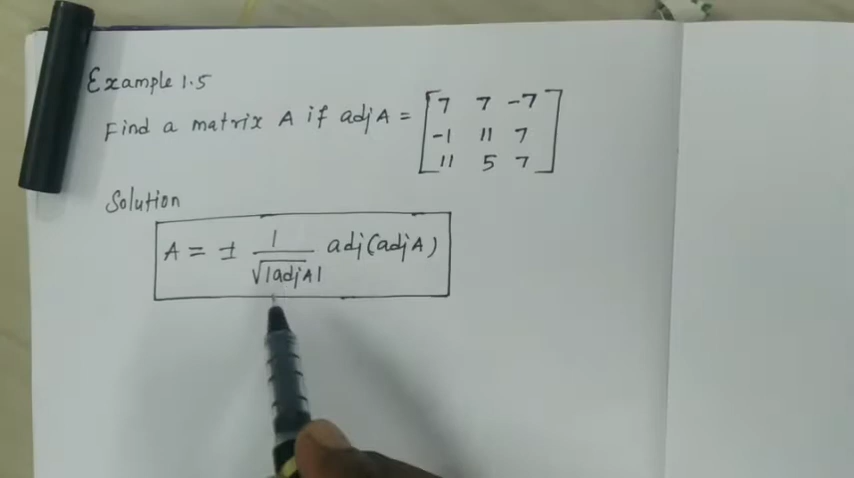 Example 1.5
Find a matrix A if adj A = [7 7 -7
-1 11 7
11 5 7]
Solution
A = ± 1/√|adj A| adj(adj A)